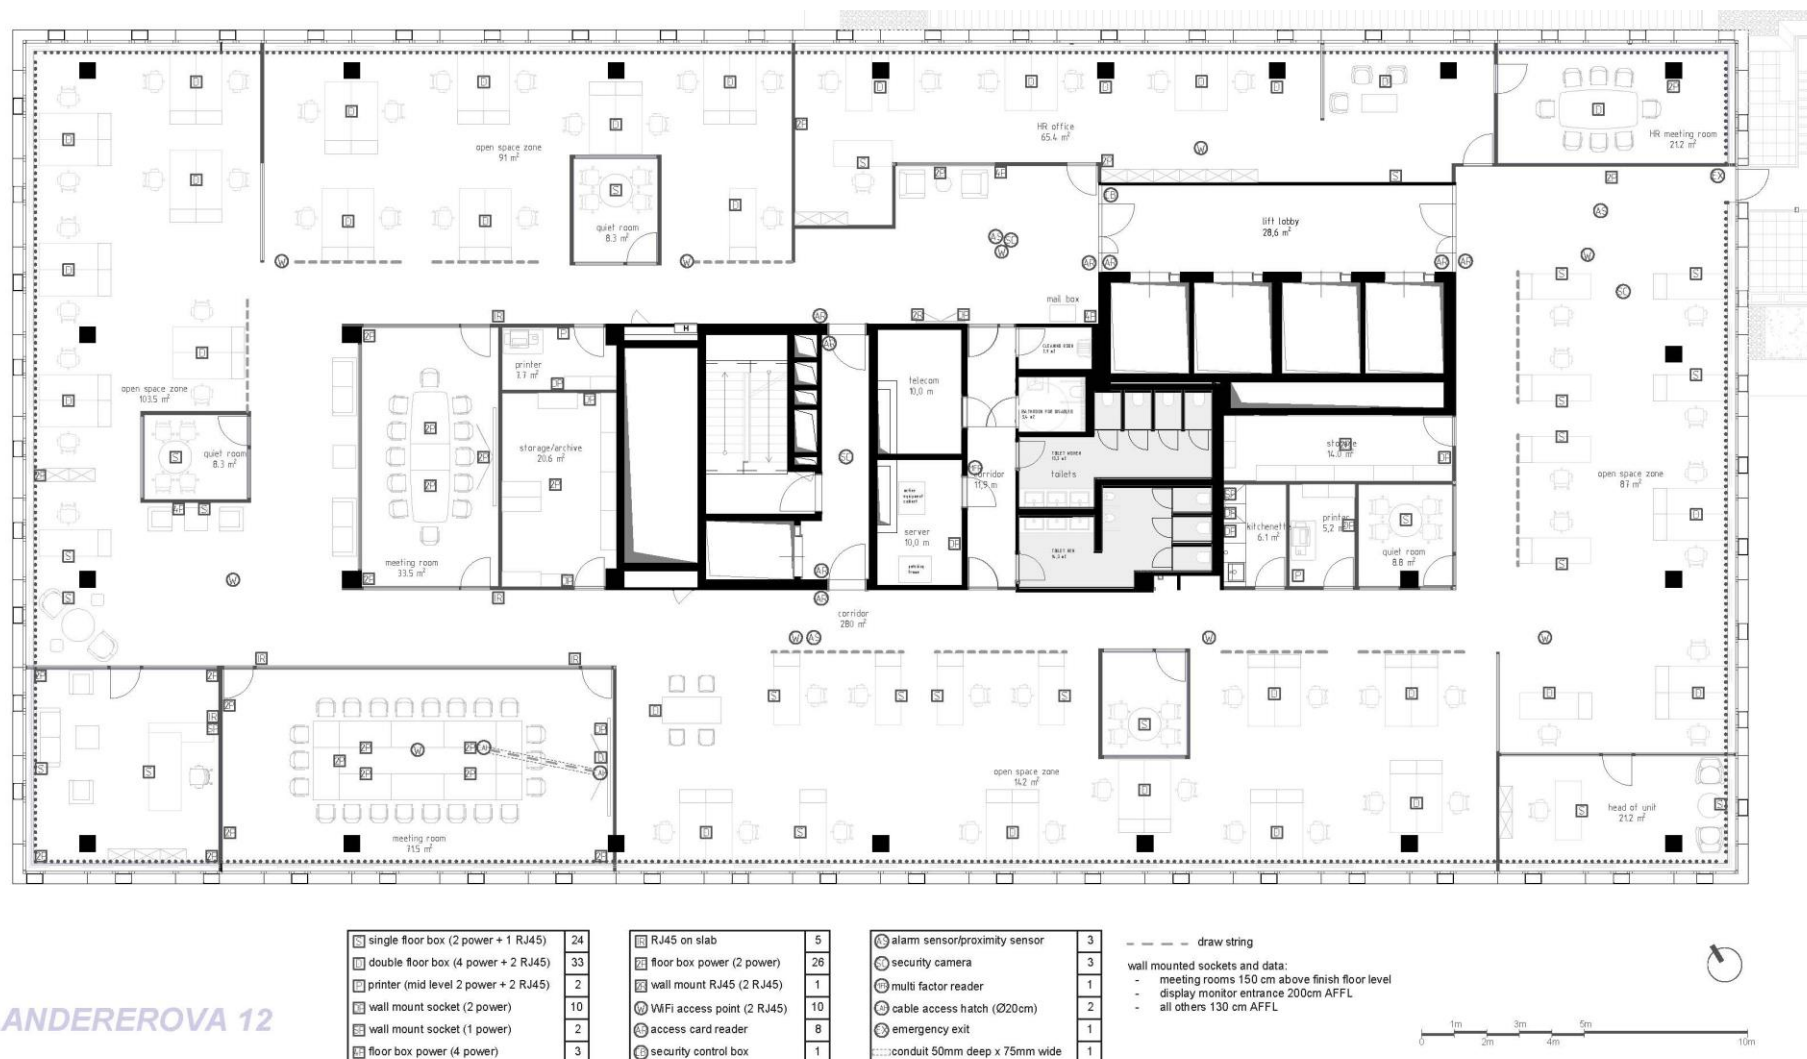 HR office
65.4 m²
HR meeting room
21.2 m²
open space zone
91 m²
quiet room
8.3 m²
lift lobby
28,6 m²
mail box
printer
7.7 m²
open space zone
103.5 m²
telecom
10,0 m
storage/archive
20.6 m²
quiet room
8.3 m²
storage
14.0 m²
toilets
corridor
11,9 m
open space zone
87 m²
server
10,0 m
kitchenette
6.1 m²
printer
5,2 m²
quiet room
8.8 m²
meeting room
33.5 m²
corridor
280 m²
open space zone
142 m²
head of unit
21.2 m²
meeting room
71.5 m²
S single floor box (2 power + 1 RJ45) 24
D double floor box (4 power + 2 RJ45) 33
P printer (mid level 2 power + 2 RJ45) 2
wall mount socket (2 power) 10
wall mount socket (1 power) 2
floor box power (4 power) 3
RJ45 on slab 5
floor box power (2 power) 26
wall mount RJ45 (2 RJ45) 1
W WiFi access point (2 RJ45) 10
access card reader 8
security control box 1
AS alarm sensor/proximity sensor 3
SC security camera 3
multi factor reader 1
cable access hatch (Ø20cm) 2
EX emergency exit 1
conduit 50mm deep x 75mm wide 1
draw string
wall mounted sockets and data:
- meeting rooms 150 cm above finish floor level
- display monitor entrance 200cm AFFL
- all others 130 cm AFFL
ANDEREROVA 12
1m 3m 5m
0 2m 4m 10m